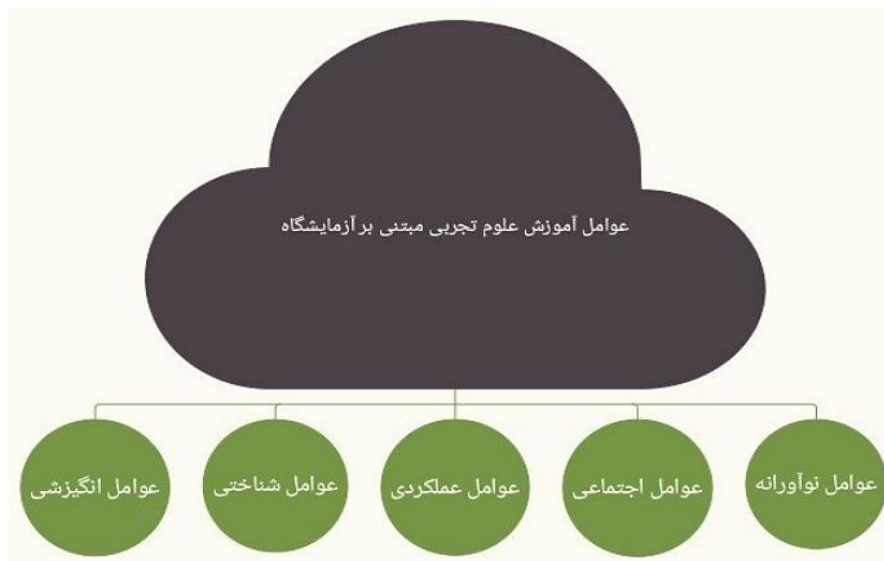 عوامل آموزش علوم تجربی مبتنی بر آزمایشگاه
عوامل نوآورانه
عوامل اجتماعی
عوامل عملکردی
عوامل شناختی
عوامل انگیزشی